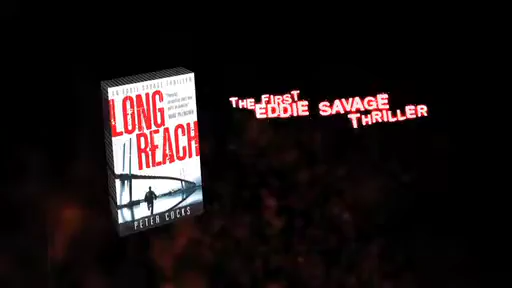 AN EDDIE SAVAGE THRILLER
LONG
REACH
PETER COCKS
THE FIRST
EDDIE SAVAGE
THRILLER